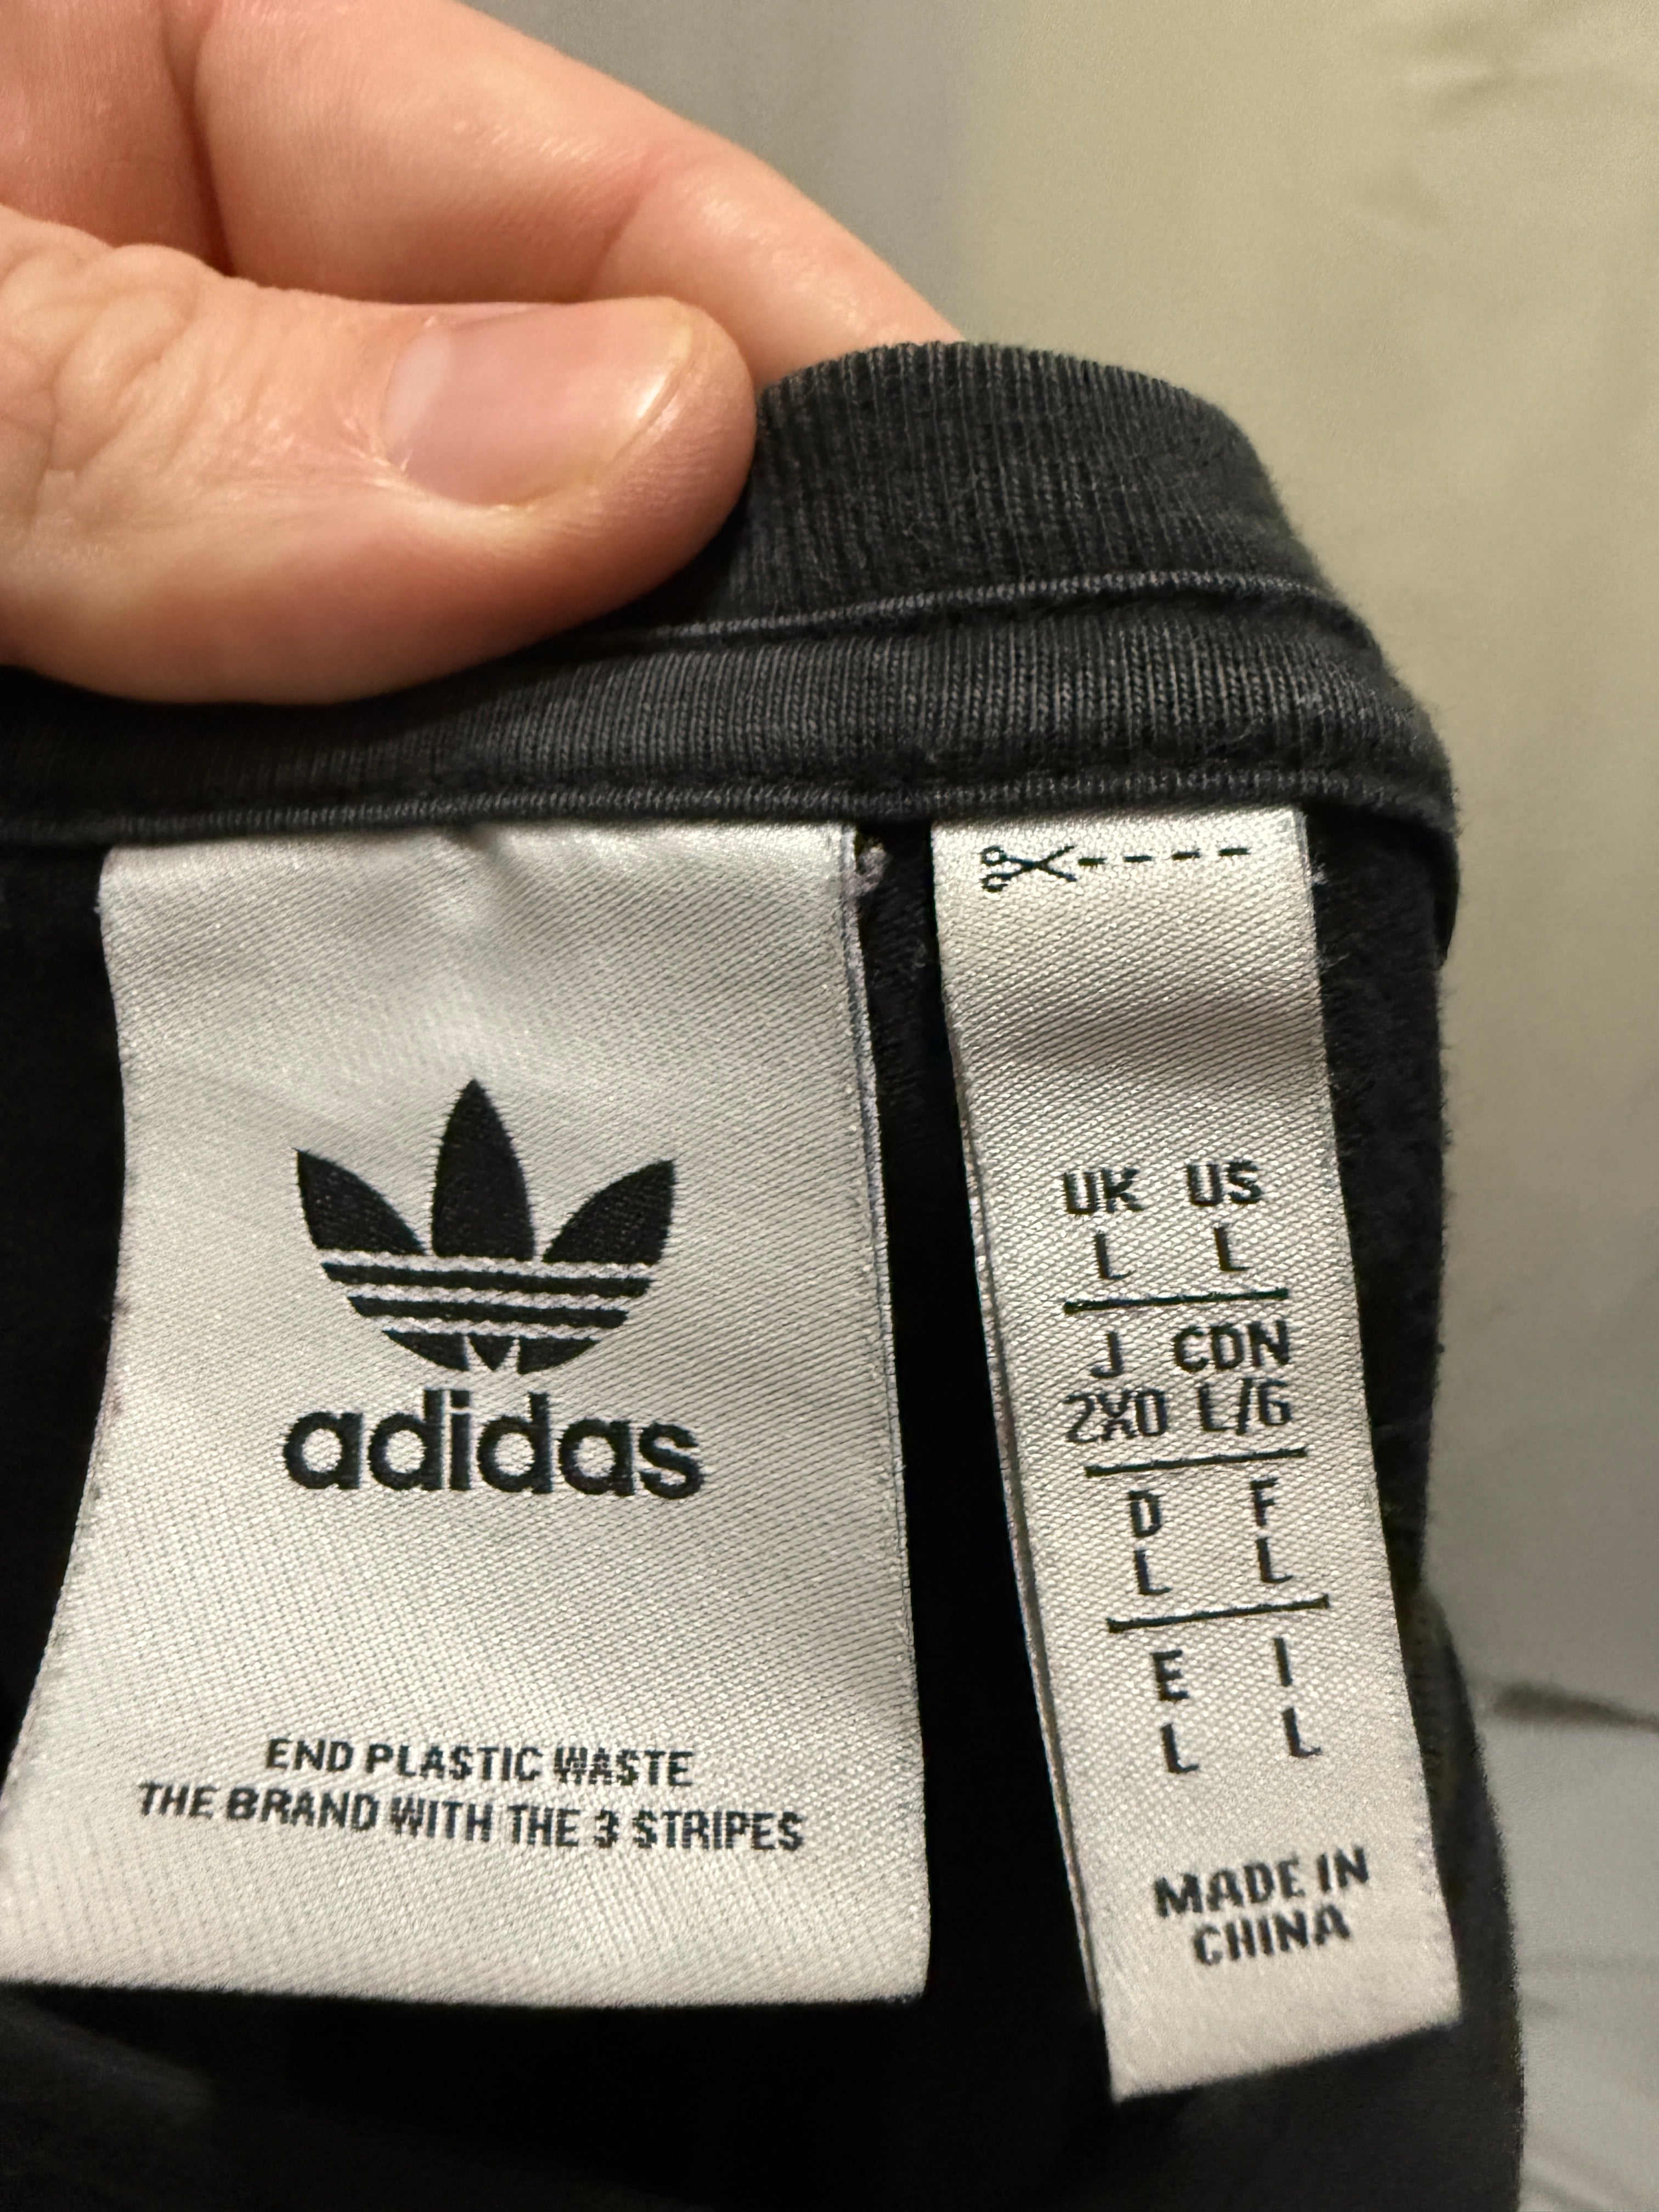 adidas
END PLASTIC WASTE
THE BRAND WITH THE 3 STRIPES
UK US
L L
J CDN
2XO L/G
D F
L L
E I
L L
MADE IN
CHINA